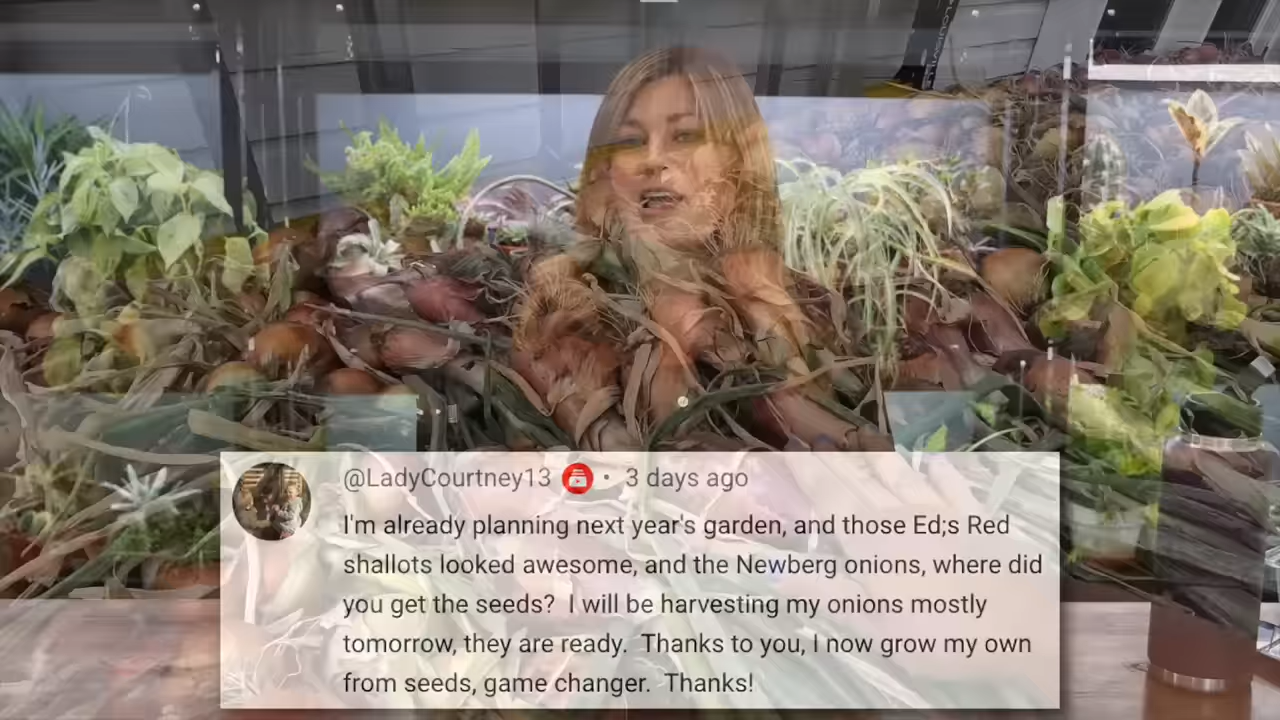 @LadyCourtney13 • 3 days ago
I'm already planning next year's garden, and those Ed;s Red
shallots looked awesome, and the Newberg onions, where did
you get the seeds?  I will be harvesting my onions mostly
tomorrow, they are ready.  Thanks to you, I now grow my own
from seeds, game changer.  Thanks!